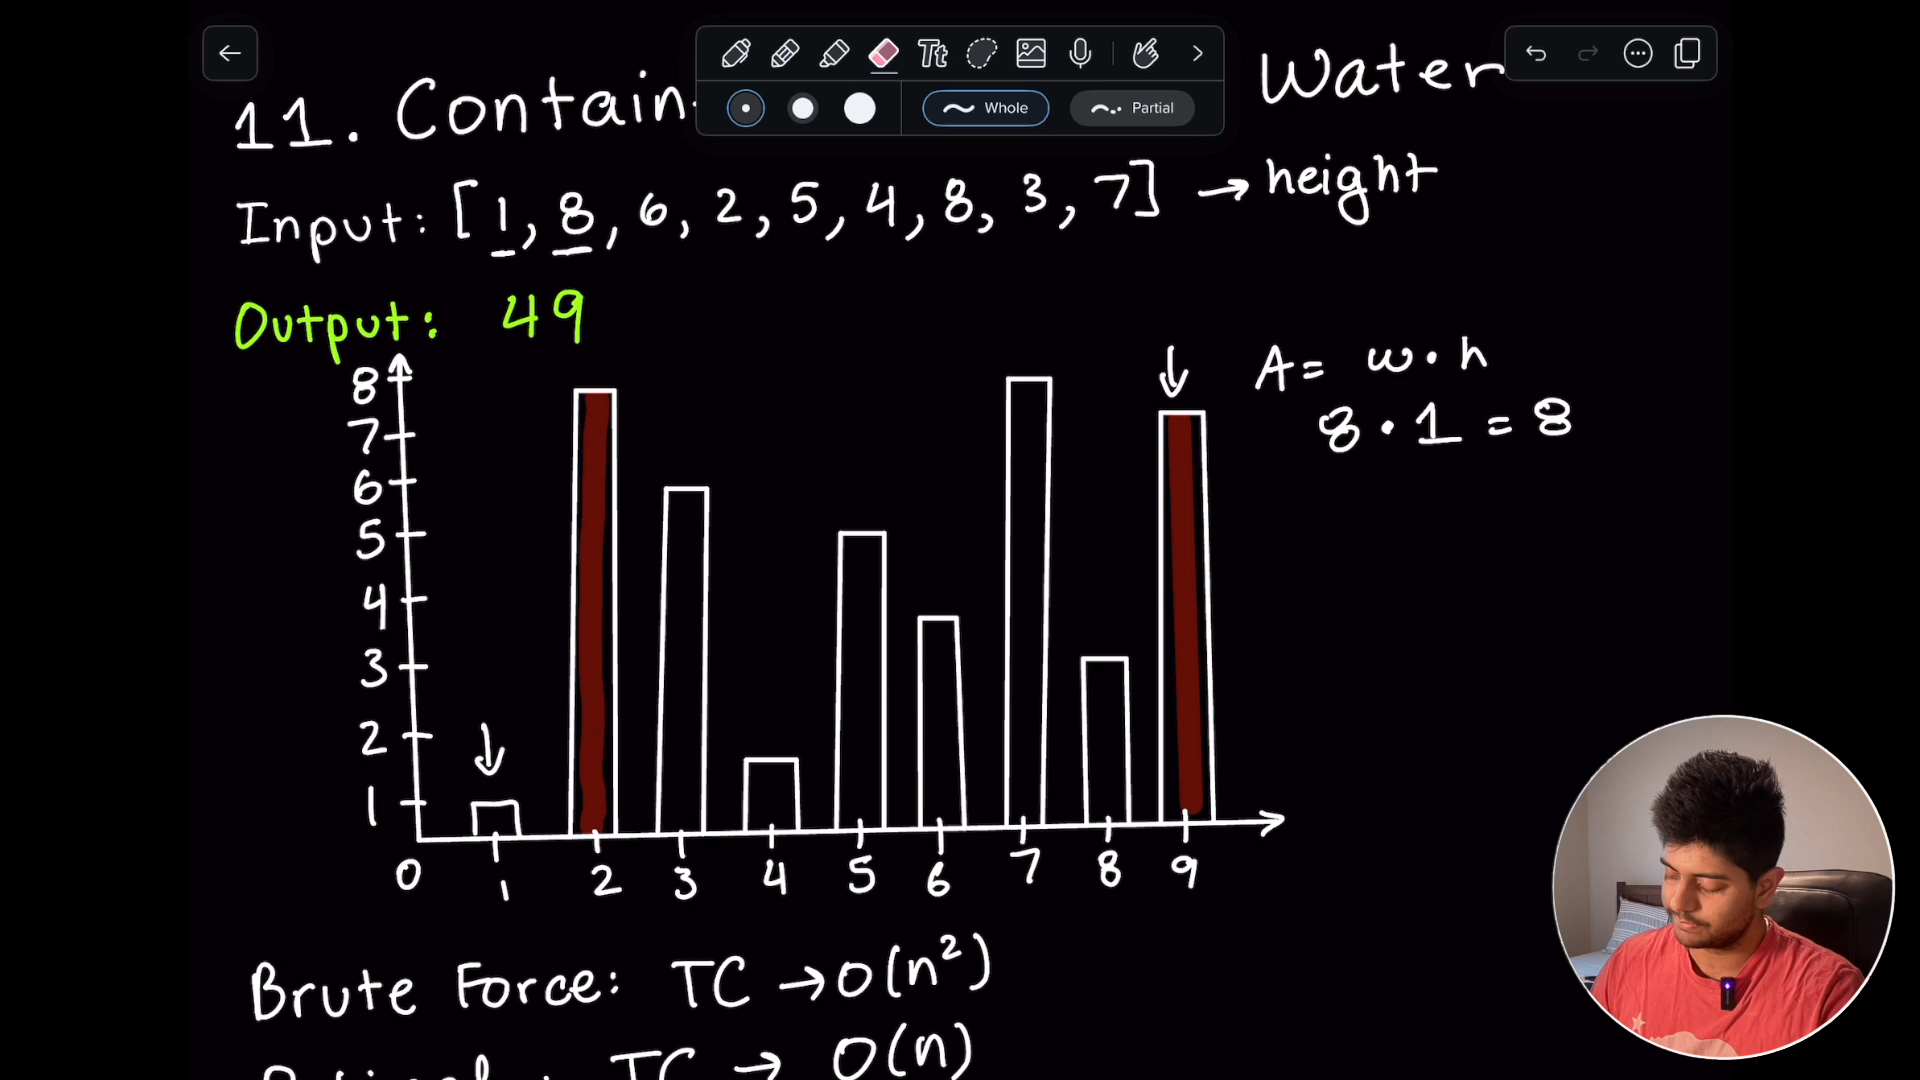 11. Contain
Water
Tt
Whole
Partial
Input: [1, 8, 6, 2, 5, 4, 8, 3, 7] → height
Output: 49
A = w · h
8 · 1 = 8
8
7
6
5
4
3
2
1
0 1 2 3 4 5 6 7 8 9
Brute Force: TC → O(n²)
TC → O(n)